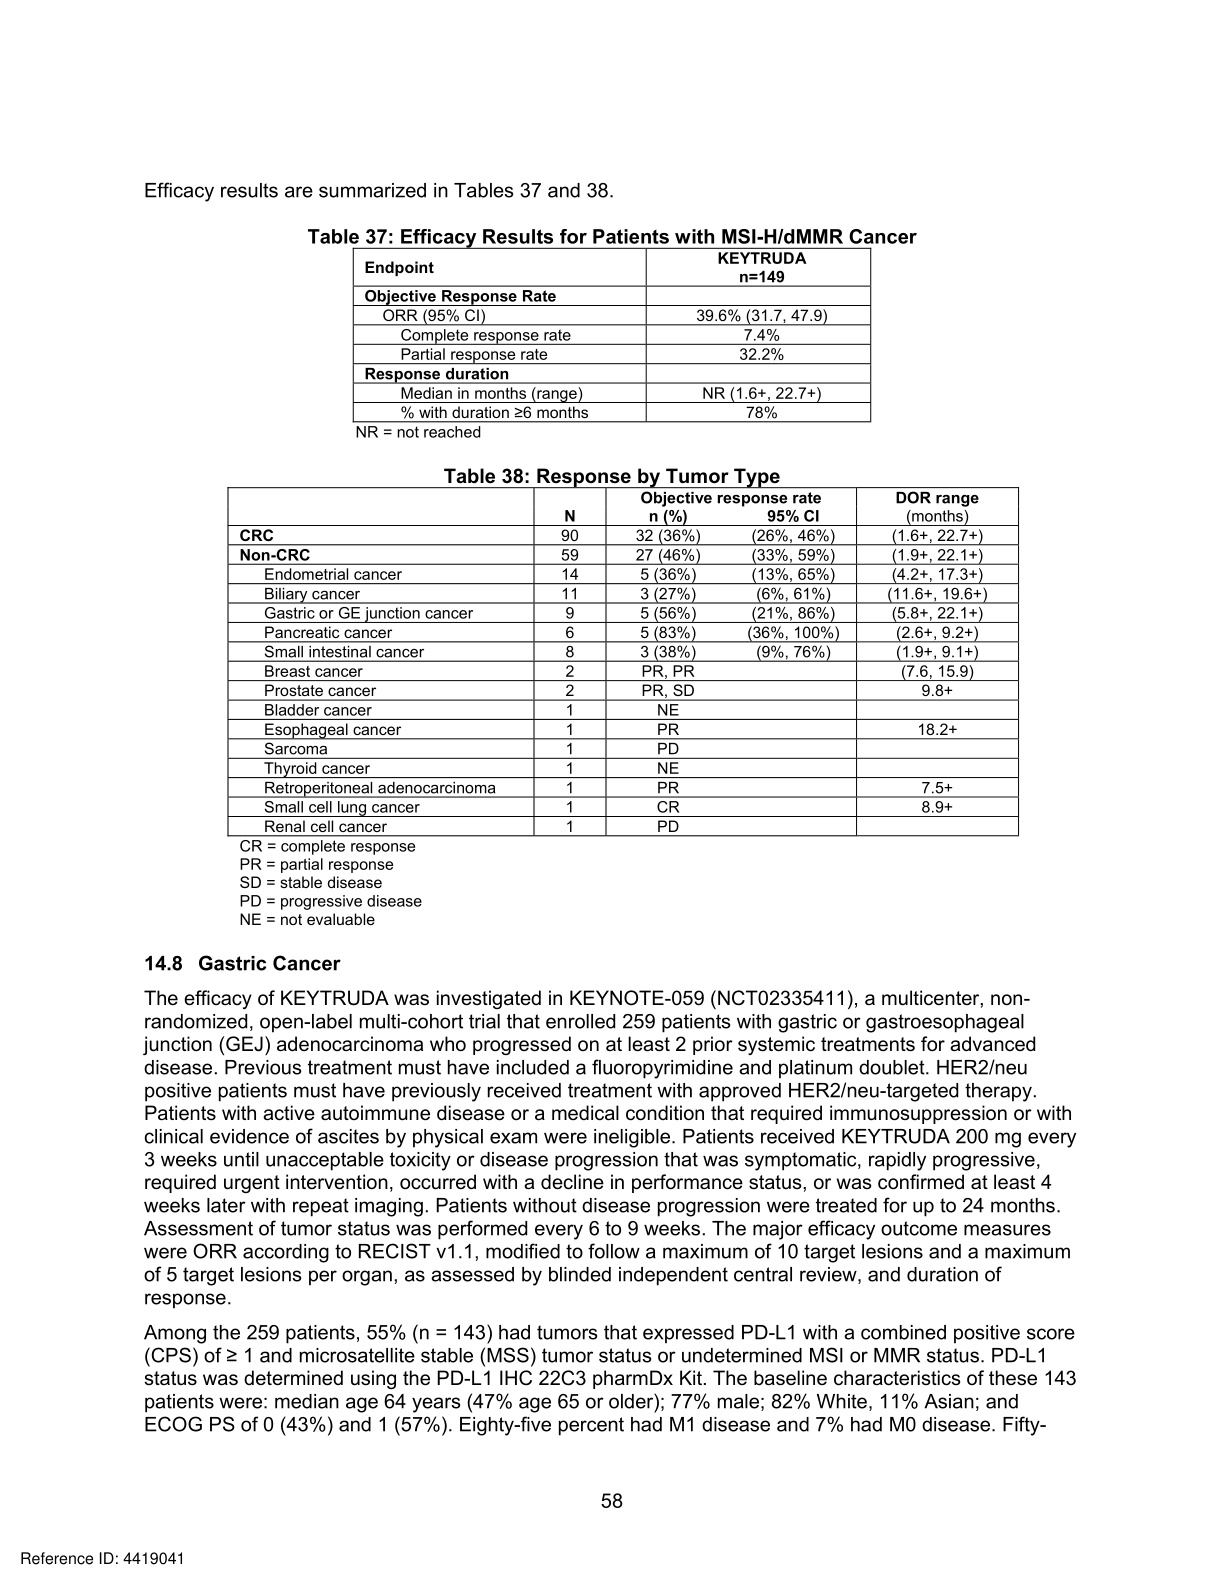 Efficacy results are summarized in Tables 37 and 38.
Table 37: Efficacy Results for Patients with MSI-H/dMMR Cancer
Endpoint KEYTRUDA
n=149
Objective Response Rate
ORR (95% CI) 39.6% (31.7, 47.9)
Complete response rate 7.4%
Partial response rate 32.2%
Response duration
Median in months (range) NR (1.6+, 22.7+)
% with duration ≥6 months 78%
NR = not reached
Table 38: Response by Tumor Type
Objective response rate DOR range
N n (%) 95% CI (months)
CRC 90 32 (36%) (26%, 46%) (1.6+, 22.7+)
Non-CRC 59 27 (46%) (33%, 59%) (1.9+, 22.1+)
Endometrial cancer 14 5 (36%) (13%, 65%) (4.2+, 17.3+)
Biliary cancer 11 3 (27%) (6%, 61%) (11.6+, 19.6+)
Gastric or GE junction cancer 9 5 (56%) (21%, 86%) (5.8+, 22.1+)
Pancreatic cancer 6 5 (83%) (36%, 100%) (2.6+, 9.2+)
Small intestinal cancer 8 3 (38%) (9%, 76%) (1.9+, 9.1+)
Breast cancer 2 PR, PR (7.6, 15.9)
Prostate cancer 2 PR, SD 9.8+
Bladder cancer 1 NE
Esophageal cancer 1 PR 18.2+
Sarcoma 1 PD
Thyroid cancer 1 NE
Retroperitoneal adenocarcinoma 1 PR 7.5+
Small cell lung cancer 1 CR 8.9+
Renal cell cancer 1 PD
CR = complete response
PR = partial response
SD = stable disease
PD = progressive disease
NE = not evaluable
14.8 Gastric Cancer
The efficacy of KEYTRUDA was investigated in KEYNOTE-059 (NCT02335411), a multicenter, non-
randomized, open-label multi-cohort trial that enrolled 259 patients with gastric or gastroesophageal
junction (GEJ) adenocarcinoma who progressed on at least 2 prior systemic treatments for advanced
disease. Previous treatment must have included a fluoropyrimidine and platinum doublet. HER2/neu
positive patients must have previously received treatment with approved HER2/neu-targeted therapy.
Patients with active autoimmune disease or a medical condition that required immunosuppression or with
clinical evidence of ascites by physical exam were ineligible. Patients received KEYTRUDA 200 mg every
3 weeks until unacceptable toxicity or disease progression that was symptomatic, rapidly progressive,
required urgent intervention, occurred with a decline in performance status, or was confirmed at least 4
weeks later with repeat imaging. Patients without disease progression were treated for up to 24 months.
Assessment of tumor status was performed every 6 to 9 weeks. The major efficacy outcome measures
were ORR according to RECIST v1.1, modified to follow a maximum of 10 target lesions and a maximum
of 5 target lesions per organ, as assessed by blinded independent central review, and duration of
response.
Among the 259 patients, 55% (n = 143) had tumors that expressed PD-L1 with a combined positive score
(CPS) of ≥ 1 and microsatellite stable (MSS) tumor status or undetermined MSI or MMR status. PD-L1
status was determined using the PD-L1 IHC 22C3 pharmDx Kit. The baseline characteristics of these 143
patients were: median age 64 years (47% age 65 or older); 77% male; 82% White, 11% Asian; and
ECOG PS of 0 (43%) and 1 (57%). Eighty-five percent had M1 disease and 7% had M0 disease. Fifty-
58
Reference ID: 4419041